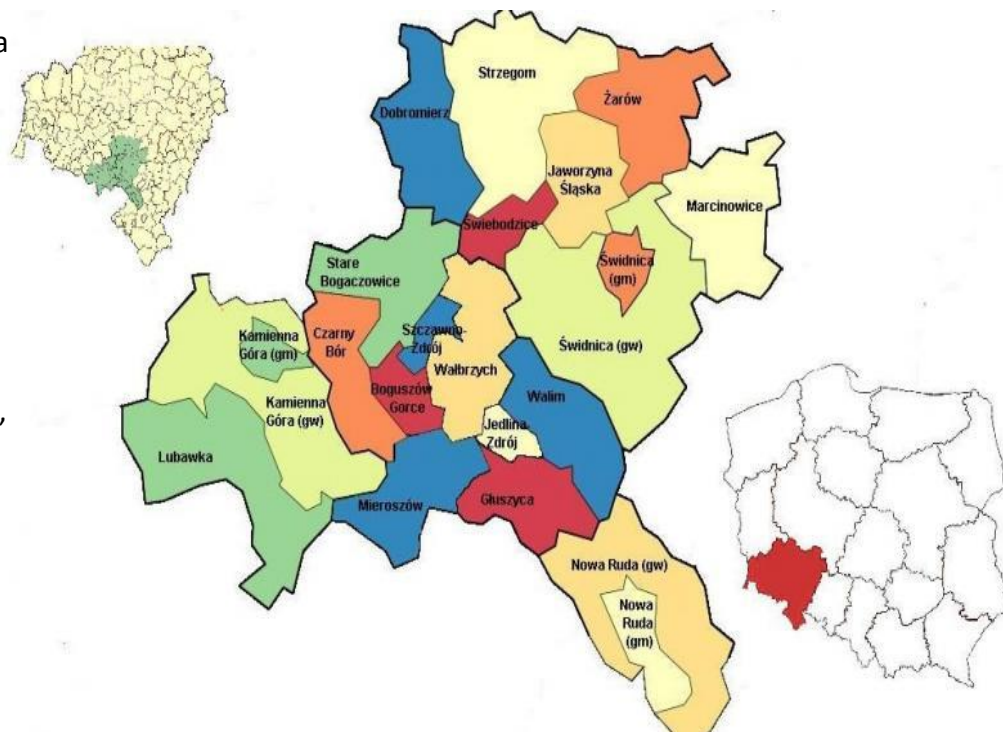 a
Strzegom
Żarów
Dobromierz
Jaworzyna
Śląska
Marcinowice
Świebodzice
Stare
Bogaczowice
Świdnica
(gm)
Kamienna
Góra (gm)
Czarny
Bór
Szczawno-
Zdrój
Świdnica (gw)
Wałbrzych
Boguszów
Gorce
Walim
Kamienna
Góra (gw)
Jedlina-
Zdrój
,
Lubawka
Mieroszów
Głuszyca
Nowa Ruda (gw)
Nowa
Ruda
(gm)